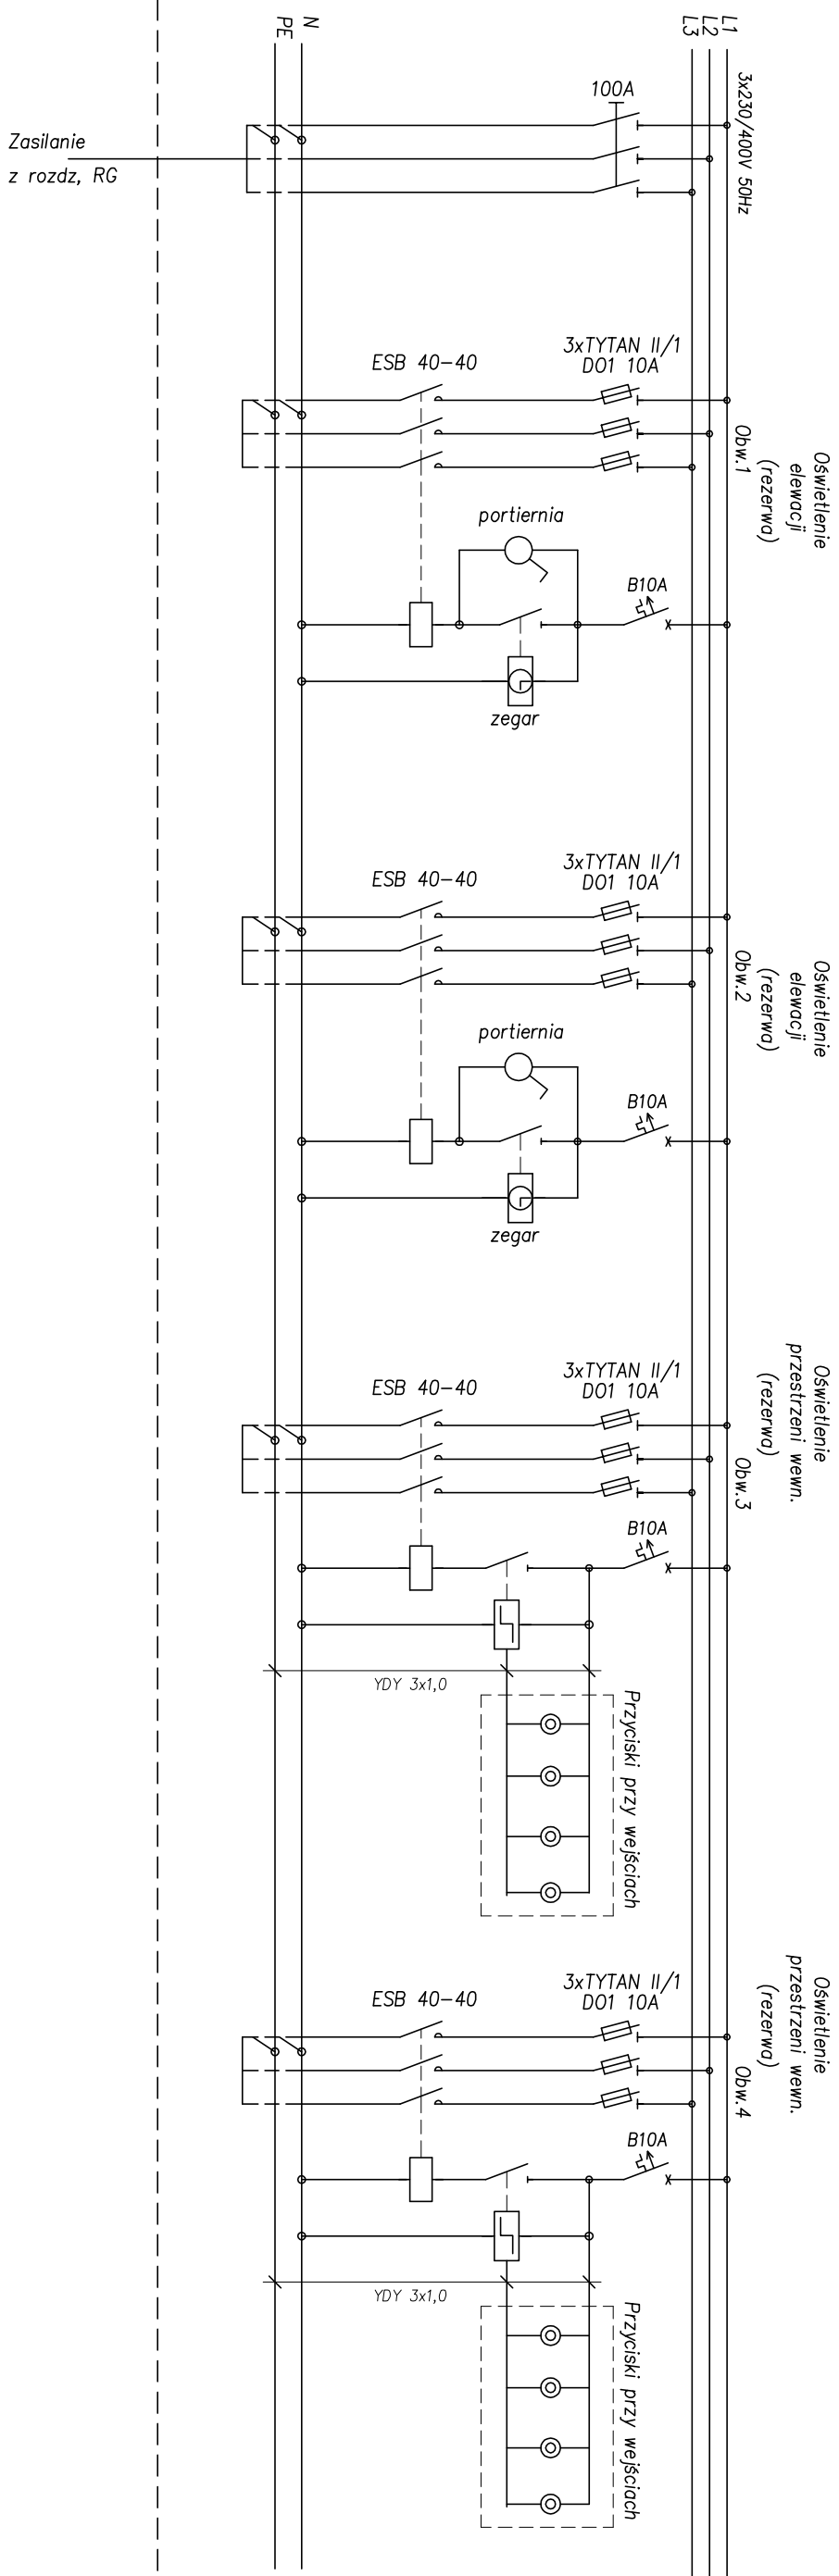 N
PE
L1
L2
L3
3x230/400V 50Hz
100A
Zasilanie
z rozdz, RG
ESB 40-40
3xTYTAN II/1
DO1 10A
Obw.1
Oświetlenie
elewacji
(rezerwa)
portiernia
B10A
zegar
ESB 40-40
3xTYTAN II/1
DO1 10A
Obw.2
Oświetlenie
elewacji
(rezerwa)
portiernia
B10A
zegar
ESB 40-40
3xTYTAN II/1
DO1 10A
Obw.3
Oświetlenie
przestrzeni wewn.
(rezerwa)
B10A
YDY 3x1,0
Przyciski przy wejściach
ESB 40-40
3xTYTAN II/1
DO1 10A
Obw.4
Oświetlenie
przestrzeni wewn.
(rezerwa)
B10A
YDY 3x1,0
Przyciski przy wejściach